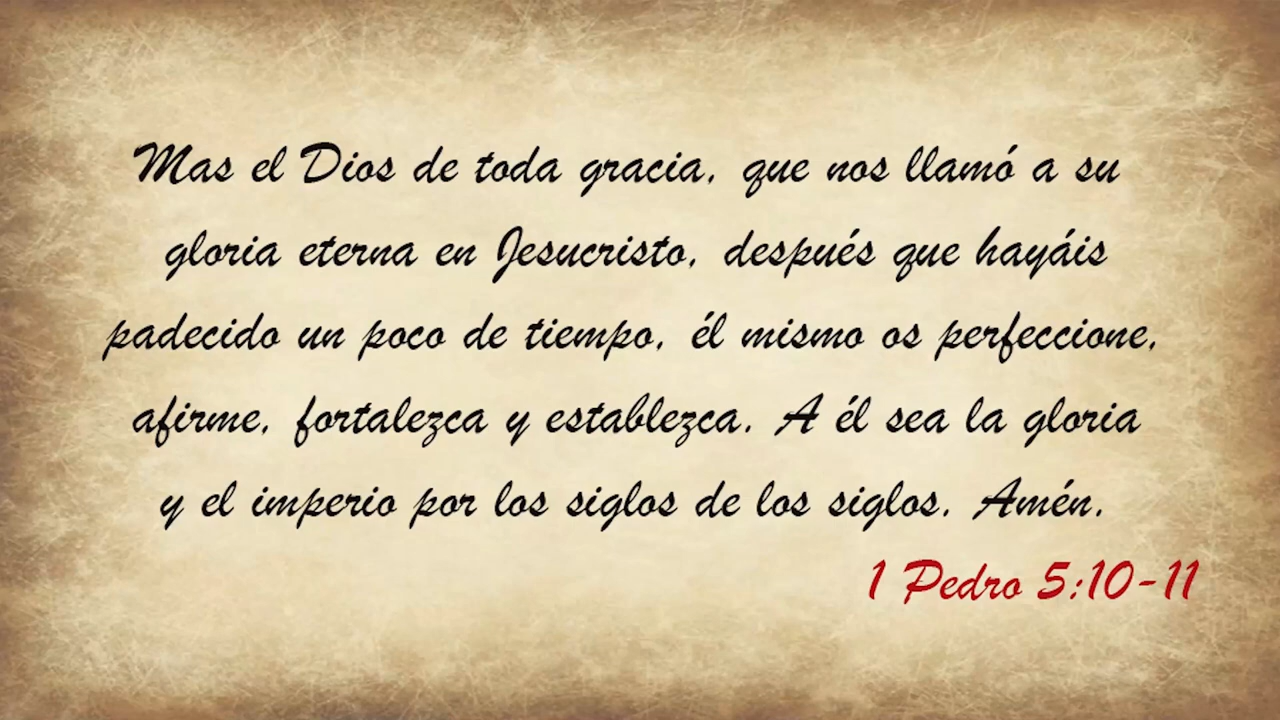 Mas el Dios de toda gracia, que nos llamó a su
gloria eterna en Jesucristo, después que hayáis
padecido un poco de tiempo, él mismo os perfeccione,
afirme, fortalezca y establezca. A él sea la gloria
y el imperio por los siglos de los siglos. Amén.
1 Pedro 5:10-11